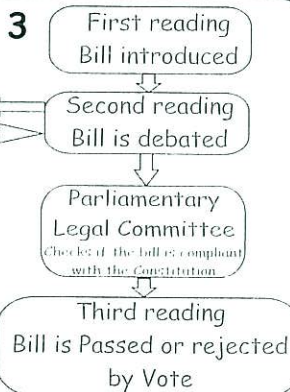 3
First reading
Bill introduced
Second reading
Bill is debated
Parliamentary
Legal Committee
Checks if the bill is compliant
with the Constitution
Third reading
Bill is Passed or rejected
by Vote